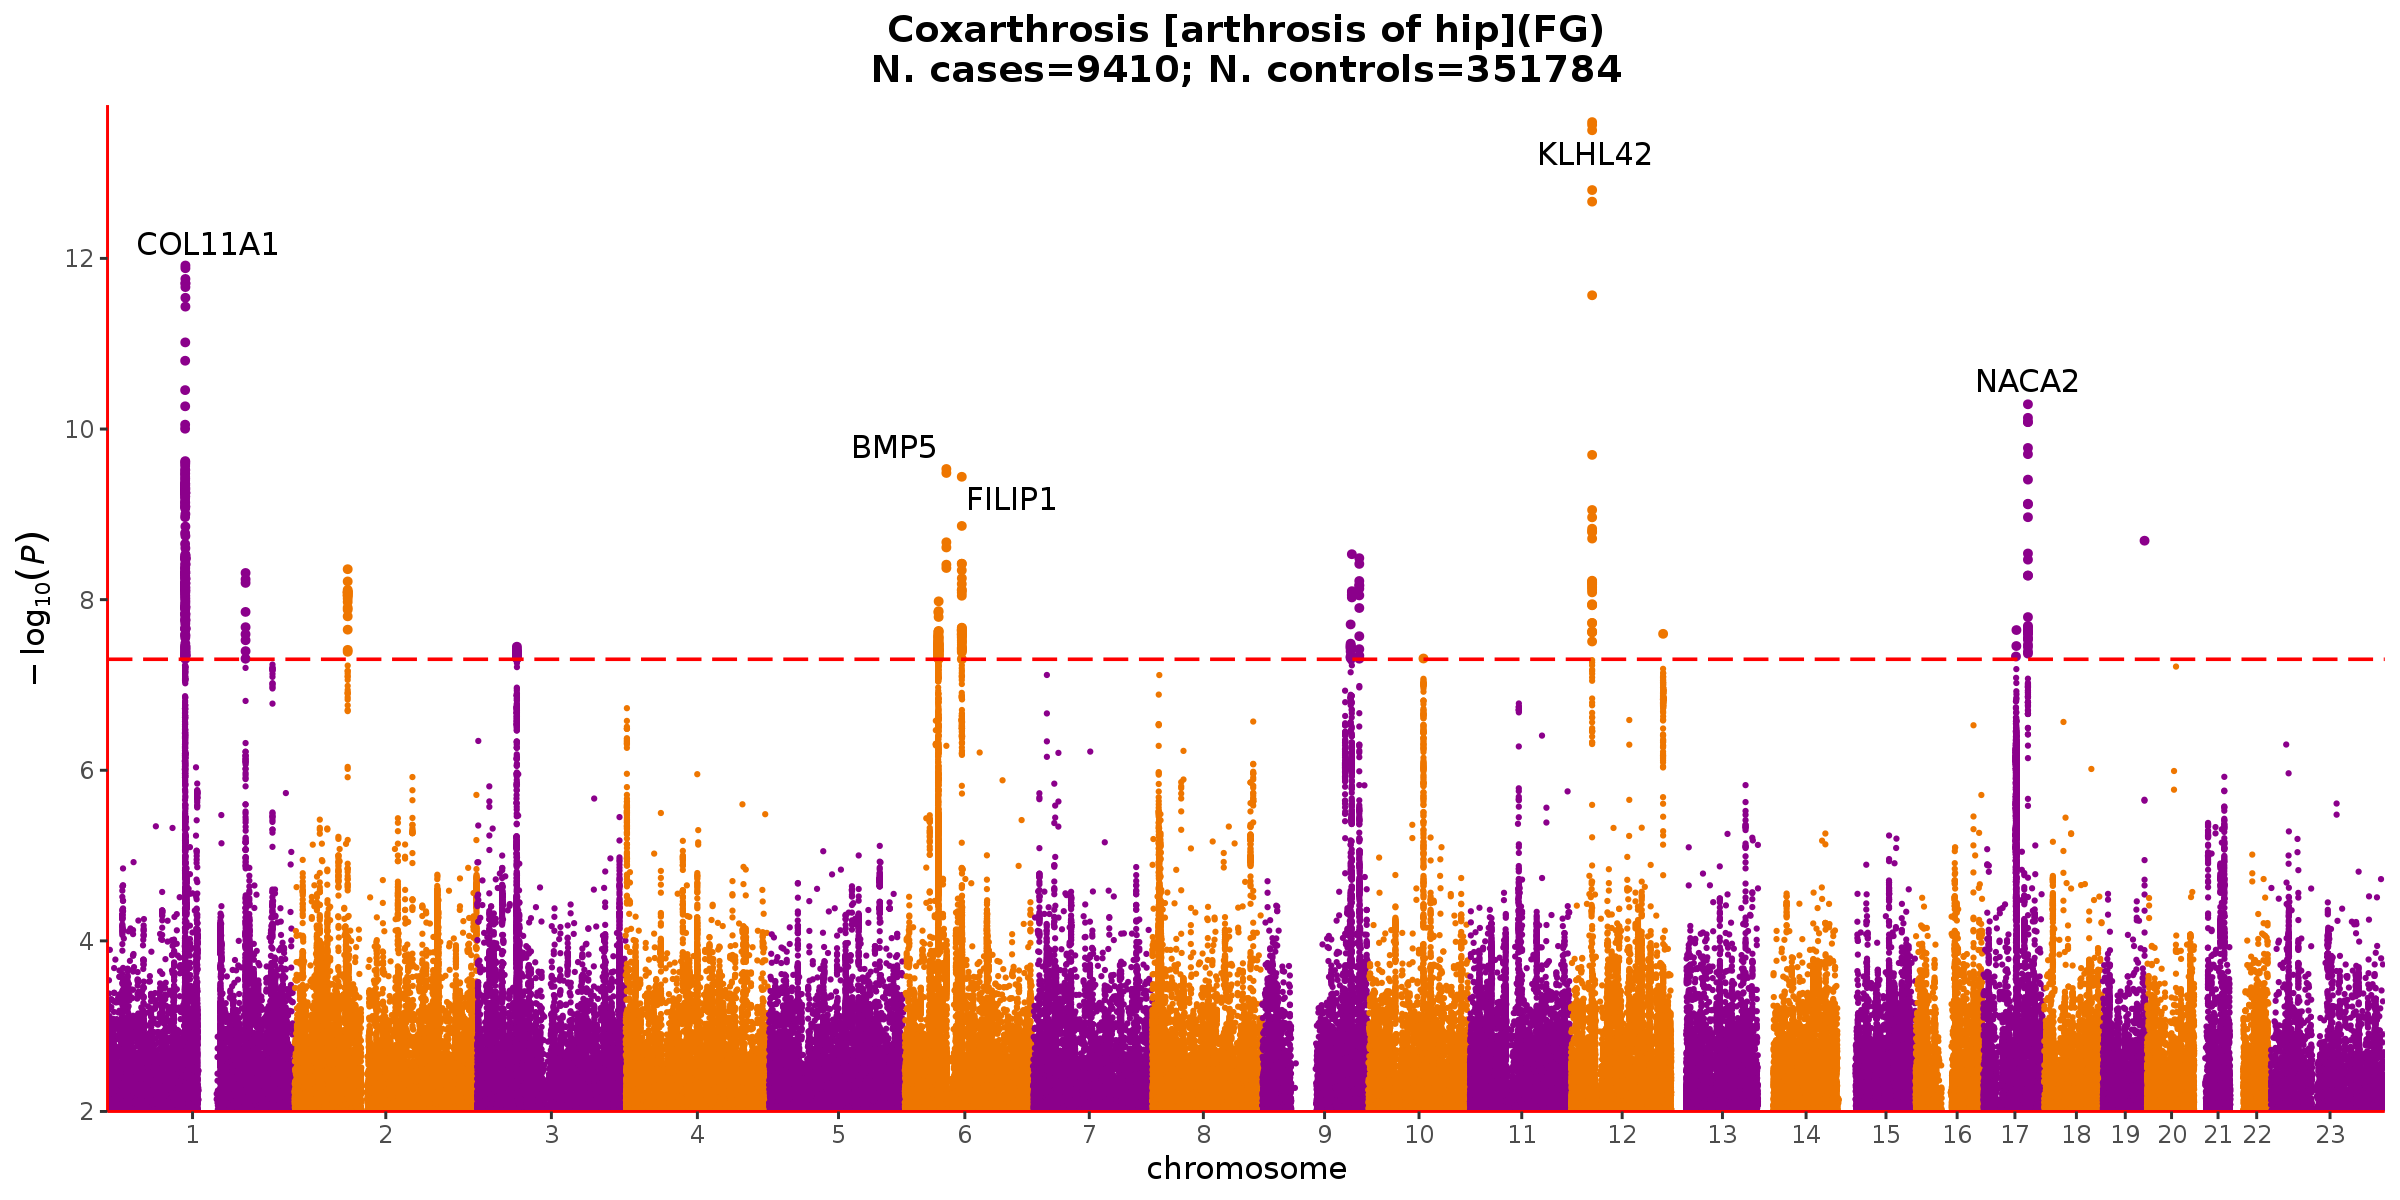 Coxarthrosis [arthrosis of hip](FG)
N. cases=9410; N. controls=351784
KLHL42
COL11A1
NACA2
BMP5
FILIP1
12
10
8
6
4
2
−log₁₀(P)
1 2 3 4 5 6 7 8 9 10 11 12 13 14 15 16 17 18 19 20 21 22 23
chromosome